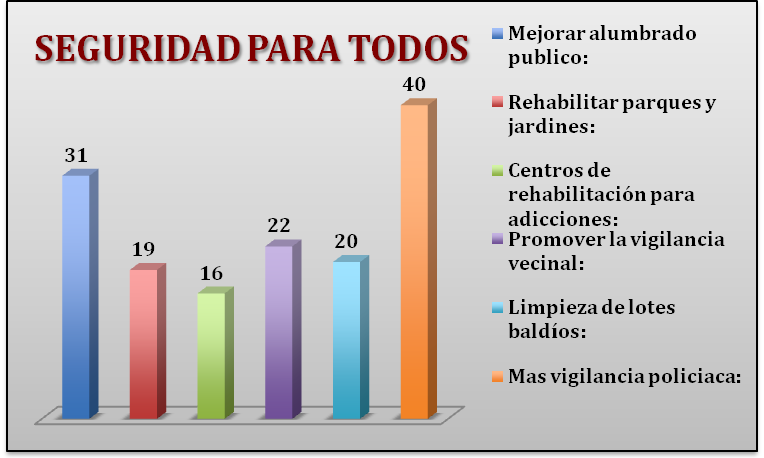 SEGURIDAD PARA TODOS
31
19
16
22
20
40
Mejorar alumbrado
publico:
Rehabilitar parques y
jardines:
Centros de
rehabilitación para
adicciones:
Promover la vigilancia
vecinal:
Limpieza de lotes
baldíos:
Mas vigilancia policiaca: